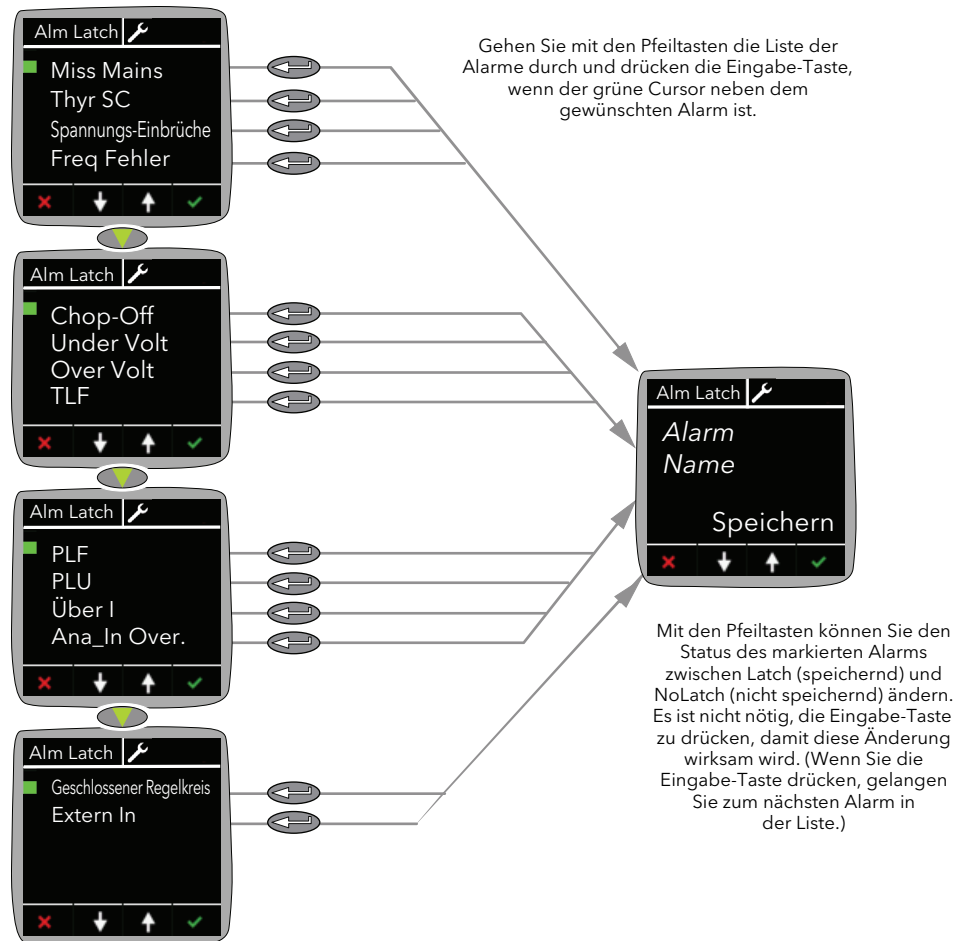 Alm Latch
Miss Mains
Thyr SC
Spannungs-Einbrüche
Freq Fehler
Gehen Sie mit den Pfeiltasten die Liste der
Alarme durch und drücken die Eingabe-Taste,
wenn der grüne Cursor neben dem
gewünschten Alarm ist.
Alm Latch
Chop-Off
Under Volt
Over Volt
TLF
Alm Latch
Alarm
Name
Speichern
Alm Latch
PLF
PLU
Über I
Ana_In Over.
Mit den Pfeiltasten können Sie den
Status des markierten Alarms
zwischen Latch (speichernd) und
NoLatch (nicht speichernd) ändern.
Es ist nicht nötig, die Eingabe-Taste
zu drücken, damit diese Änderung
wirksam wird. (Wenn Sie die
Eingabe-Taste drücken, gelangen
Sie zum nächsten Alarm in
der Liste.)
Alm Latch
Geschlossener Regelkreis
Extern In